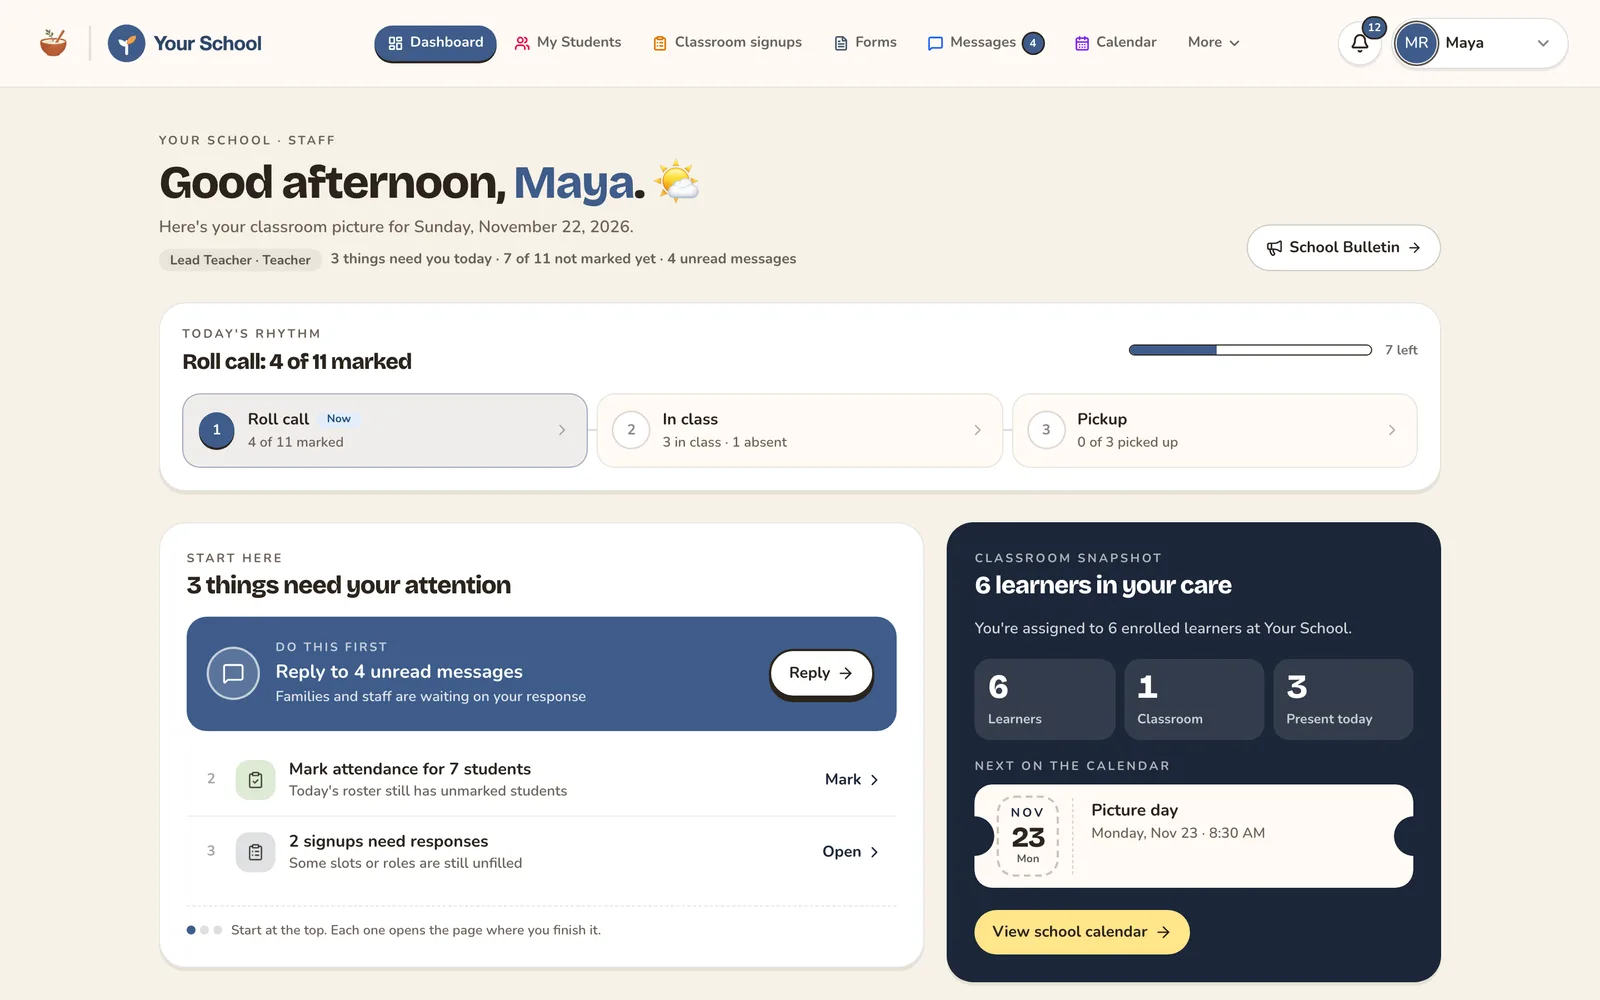 Your School
Dashboard
My Students
Classroom signups
Forms
Messages 4
Calendar
More
12
MR Maya
YOUR SCHOOL · STAFF
Good afternoon, Maya.
Here's your classroom picture for Sunday, November 22, 2026.
Lead Teacher · Teacher
3 things need you today · 7 of 11 not marked yet · 4 unread messages
School Bulletin →
TODAY'S RHYTHM
Roll call: 4 of 11 marked
7 left
1
Roll call Now
4 of 11 marked
2
In class
3 in class · 1 absent
3
Pickup
0 of 3 picked up
START HERE
3 things need your attention
DO THIS FIRST
Reply to 4 unread messages
Families and staff are waiting on your response
Reply →
2
Mark attendance for 7 students
Today's roster still has unmarked students
Mark
3
2 signups need responses
Some slots or roles are still unfilled
Open
Start at the top. Each one opens the page where you finish it.
CLASSROOM SNAPSHOT
6 learners in your care
You're assigned to 6 enrolled learners at Your School.
6
Learners
1
Classroom
3
Present today
NEXT ON THE CALENDAR
NOV
23
Mon
Picture day
Monday, Nov 23 · 8:30 AM
View school calendar →